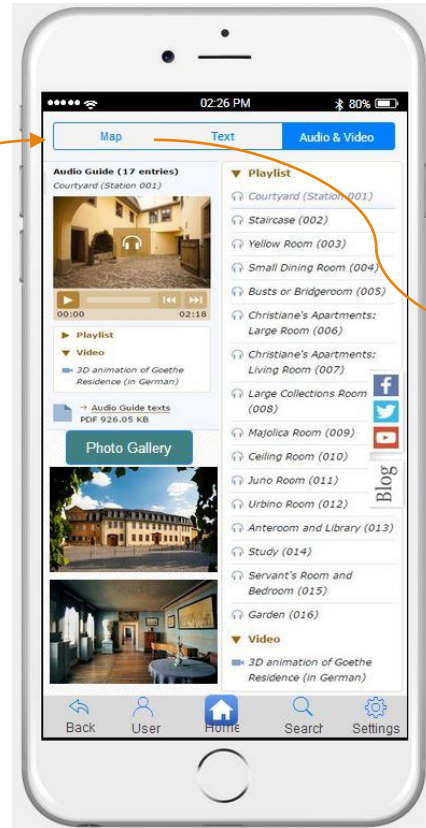 02:26 PM
80%
Map
Text
Audio & Video
Audio Guide (17 entries)
Courtyard (Station 001)
00:00
02:18
Playlist
Video
3D animation of Goethe
Residence (in German)
→ Audio Guide texts
PDF 926.05 KB
Photo Gallery
Playlist
Courtyard (Station 001)
Staircase (002)
Yellow Room (003)
Small Dining Room (004)
Busts or Bridgeroom (005)
Christiane's Apartments:
Large Room (006)
Christiane's Apartments:
Living Room (007)
Large Collections Room
(008)
Majolica Room (009)
Ceiling Room (010)
Juno Room (011)
Urbino Room (012)
Anteroom and Library (013)
Study (014)
Servant's Room and
Bedroom (015)
Garden (016)
Video
3D animation of Goethe
Residence (in German)
f
Blog
Back
User
Home
Search
Settings